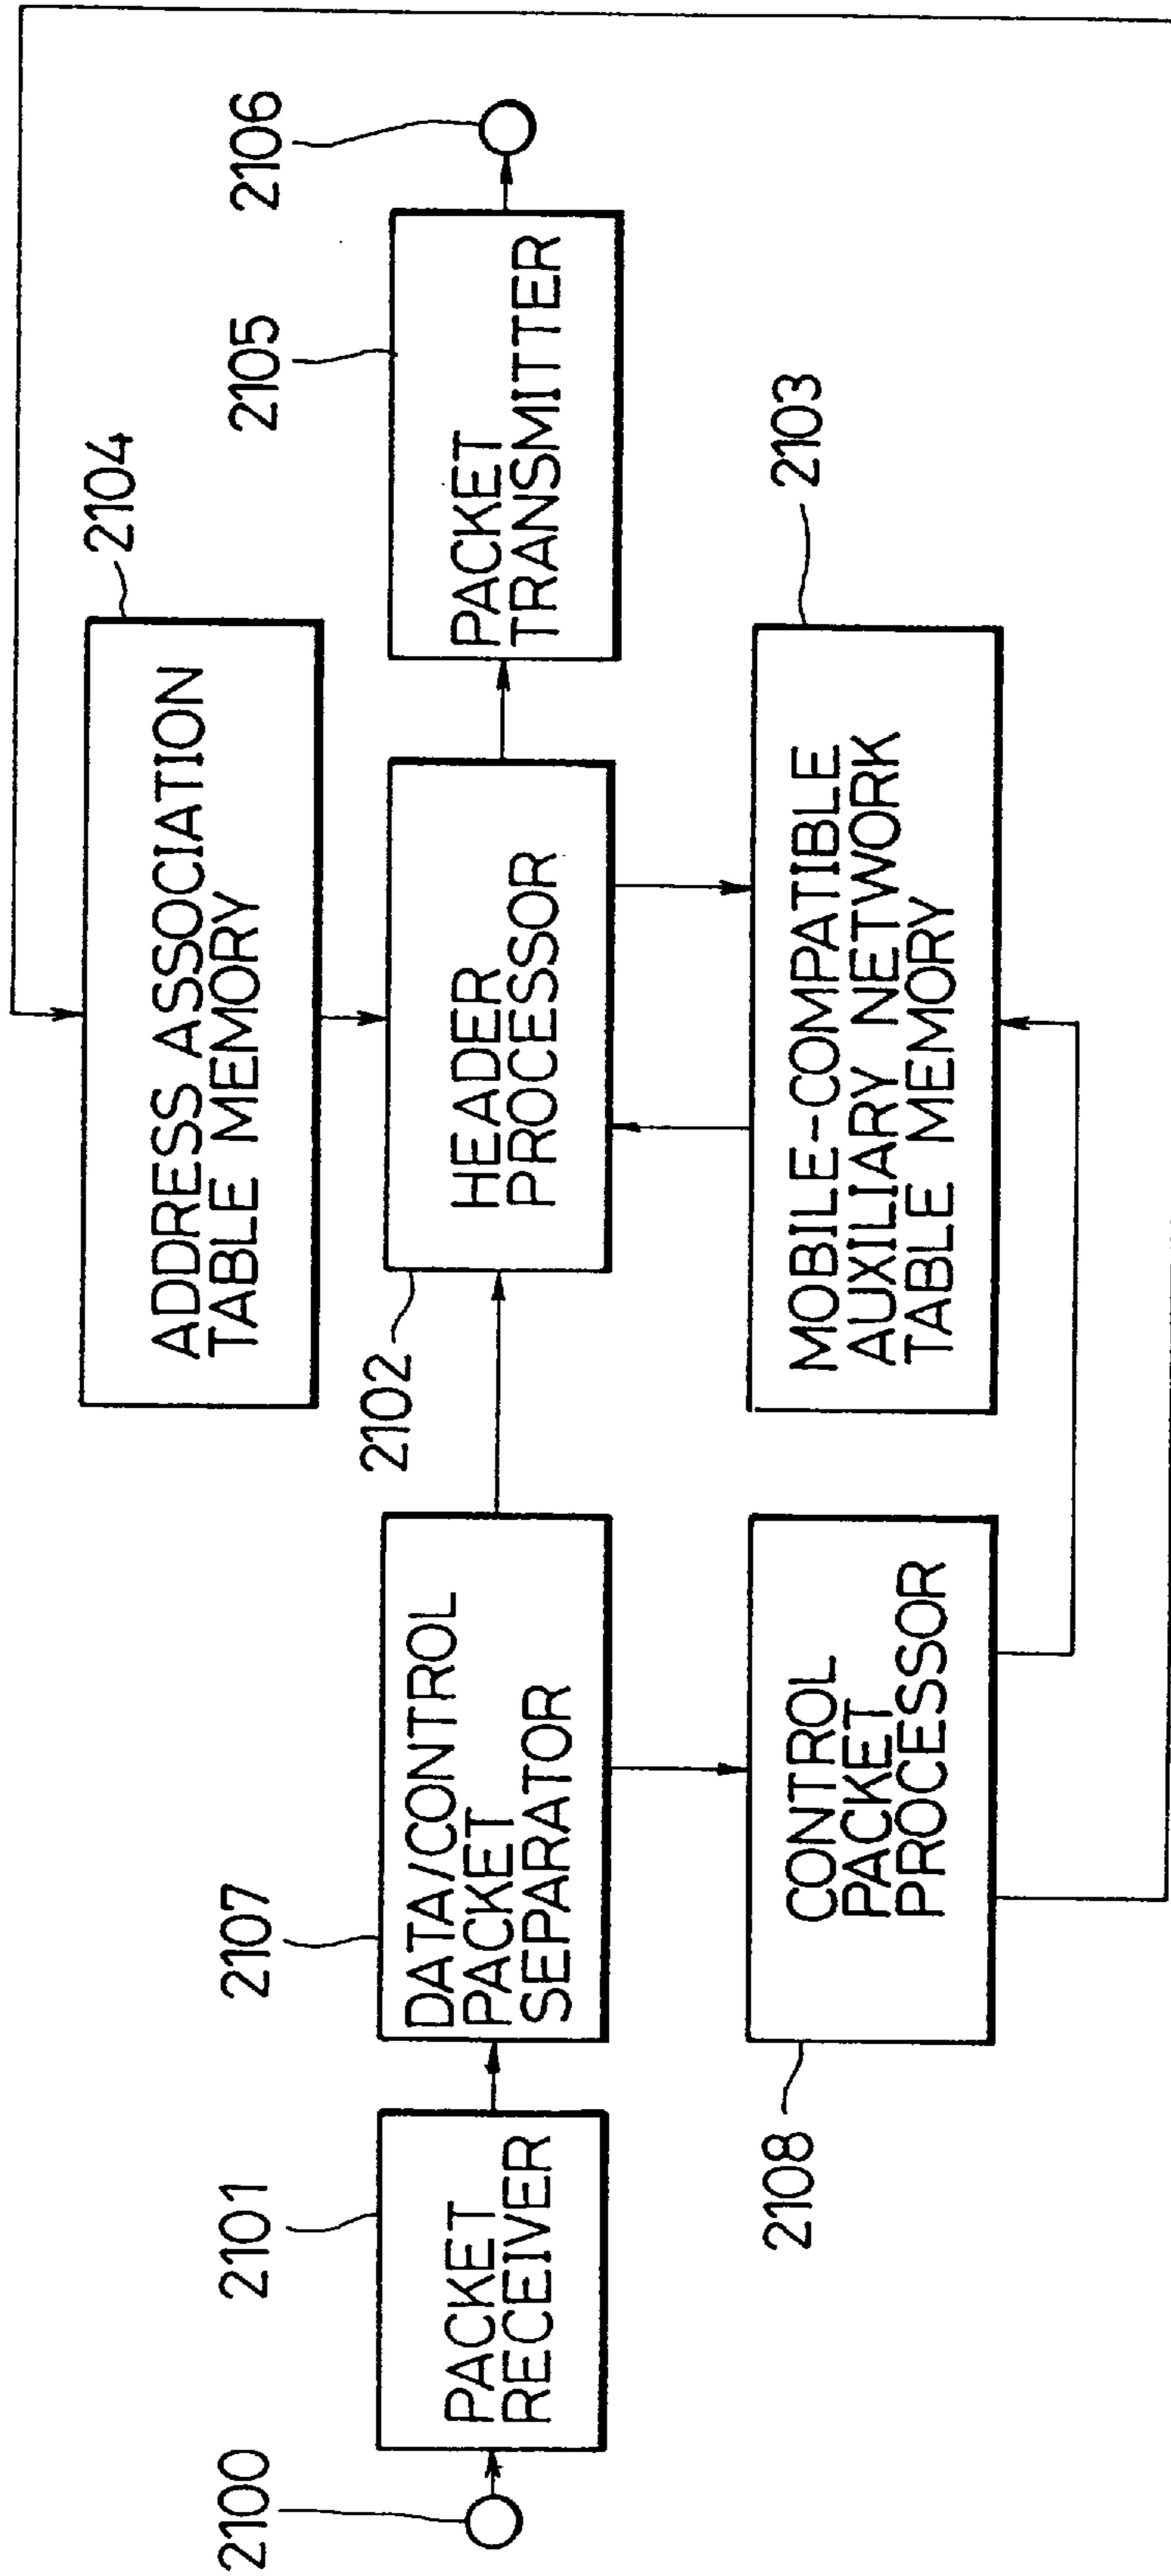 2100
2101
PACKET
RECEIVER
2107
DATA/CONTROL
PACKET
SEPARATOR
2108
CONTROL
PACKET
PROCESSOR
2104
ADDRESS ASSOCIATION
TABLE MEMORY
2102
HEADER
PROCESSOR
2103
MOBILE-COMPATIBLE
AUXILIARY NETWORK
TABLE MEMORY
2105
PACKET
TRANSMITTER
2106